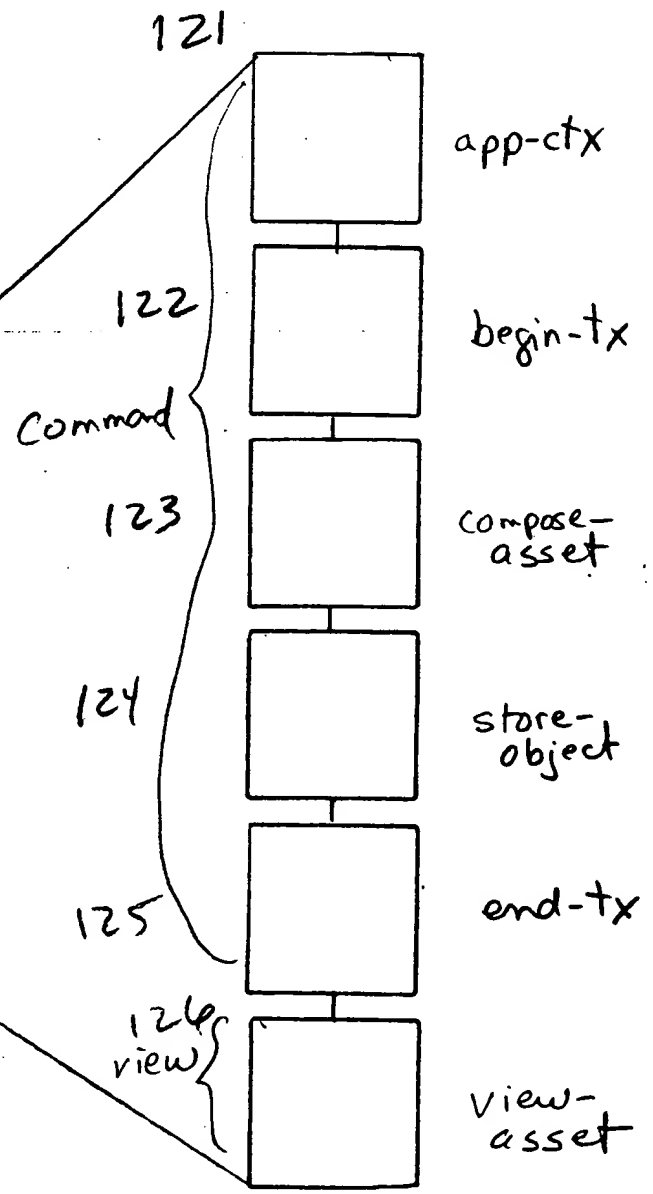 121
app-ctx
122
begin-tx
Command
123
compose-
asset
124
store-
object
125
end-tx
126
view
view-
asset